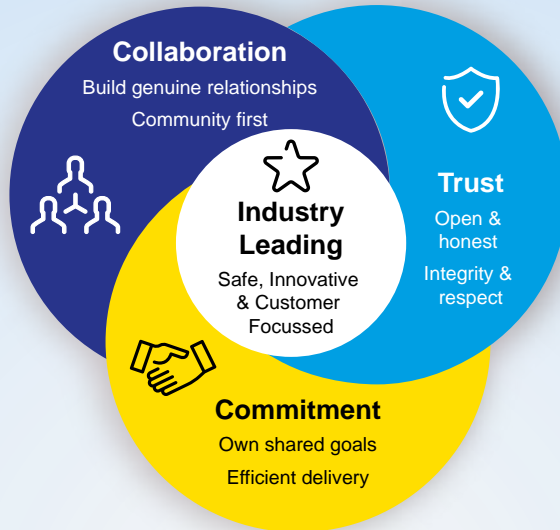 Collaboration
Build genuine relationships
Community first
Trust
Open &
honest
Integrity &
respect
Industry
Leading
Safe, Innovative
& Customer
Focussed
Commitment
Own shared goals
Efficient delivery